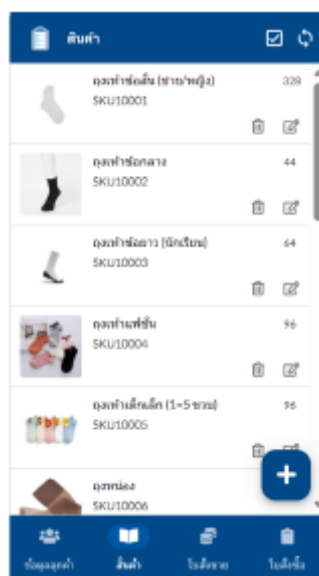 สินค้า
ถุงเท้าข้อสั้น (ชาย/หญิง)
328
SKU10001
ถุงเท้าข้อกลาง
44
SKU10002
ถุงเท้าข้อยาว (นักเรียน)
64
SKU10003
ถุงเท้าแฟชั่น
96
SKU10004
ถุงเท้าเด็กเล็ก (1-5 ขวบ)
96
SKU10005
ถุงน่อง
SKU10006
ข้อมูลลูกค้า
สินค้า
ใบสั่งขาย
ใบสั่งซื้อ